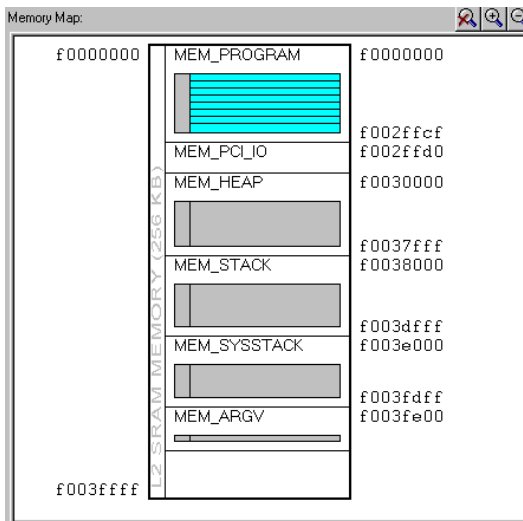 Memory Map:
f0000000 MEM_PROGRAM f0000000
f002ffcf
MEM_PCI_IO f002ffd0
MEM_HEAP f0030000
f0037fff
MEM_STACK f0038000
f003dfff
MEM_SYSSTACK f003e000
f003fdff
MEM_ARGV f003fe00
f003ffff
L2 SRAM MEMORY (256 KB)